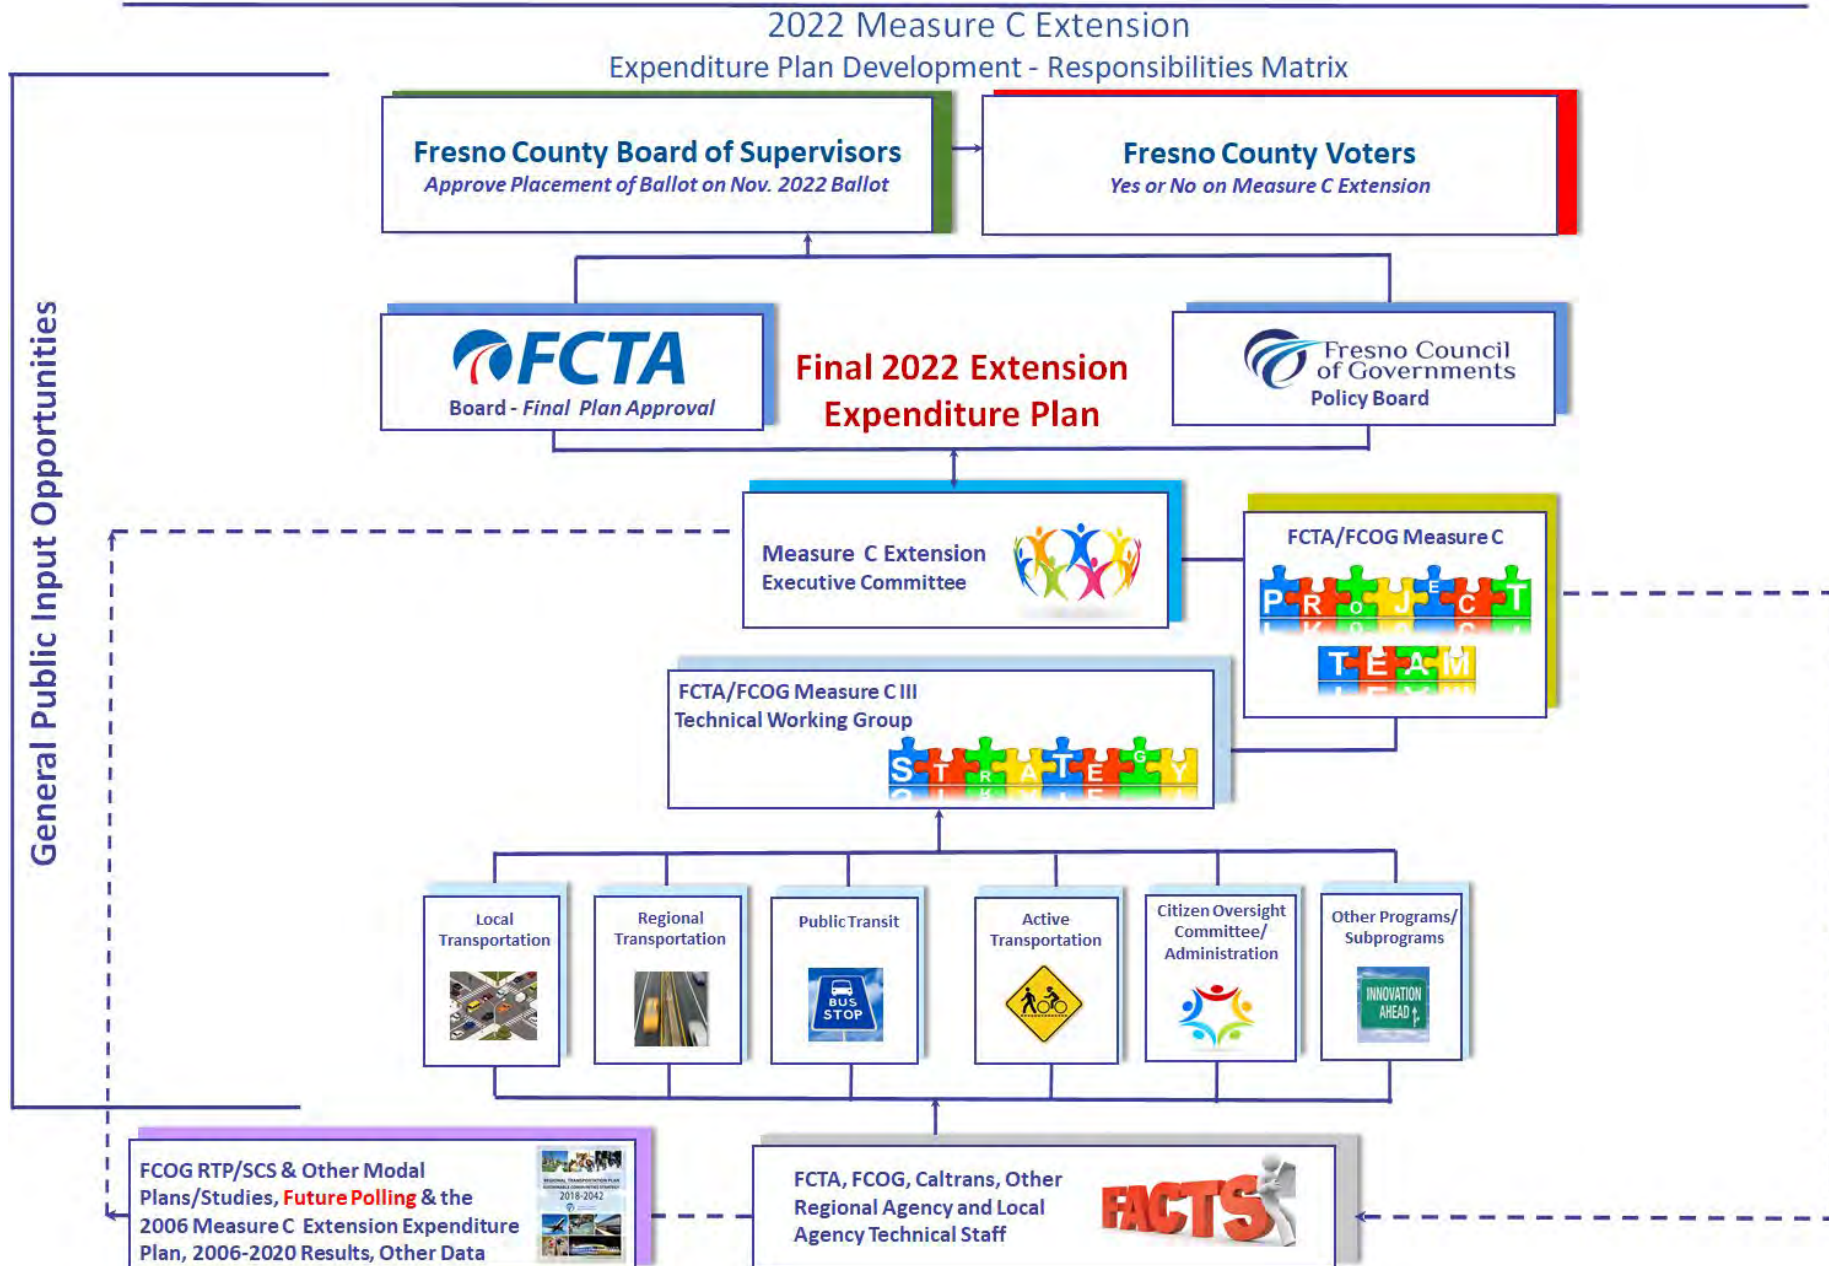 2022 Measure C Extension
Expenditure Plan Development - Responsibilities Matrix
General Public Input Opportunities
Fresno County Board of Supervisors
Approve Placement of Ballot on Nov. 2022 Ballot
Fresno County Voters
Yes or No on Measure C Extension
FCTA
Board - Final Plan Approval
Final 2022 Extension
Expenditure Plan
Fresno Council
of Governments
Policy Board
Measure C Extension
Executive Committee
FCTA/FCOG Measure C
PROJECT
TEAM
FCTA/FCOG Measure C III
Technical Working Group
STRATEGY
Local
Transportation
Regional
Transportation
Public Transit
BUS
STOP
Active
Transportation
Citizen Oversight
Committee/
Administration
Other Programs/
Subprograms
INNOVATION
AHEAD
FCOG RTP/SCS & Other Modal
Plans/Studies, Future Polling & the
2006 Measure C Extension Expenditure
Plan, 2006-2020 Results, Other Data
REGIONAL TRANSPORTATION PLAN
SUSTAINABLE COMMUNITIES STRATEGY
2018-2042
FCTA, FCOG, Caltrans, Other
Regional Agency and Local
Agency Technical Staff
FACTS